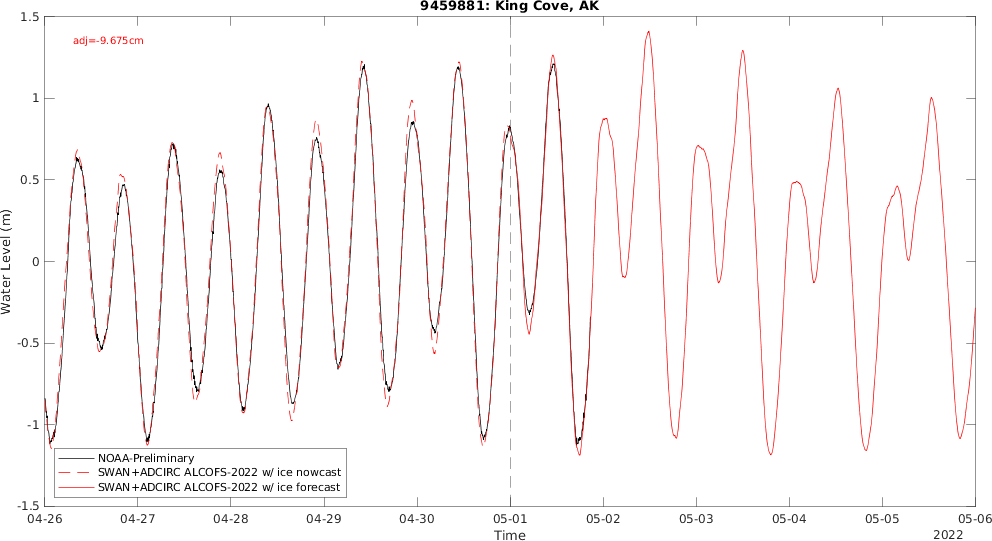 9459881: King Cove, AK
adj=-9.675cm
1.5
1
0.5
0
-0.5
-1
-1.5
Water Level (m)
NOAA-Preliminary
SWAN+ADCIRC ALCOFS-2022 w/ ice nowcast
SWAN+ADCIRC ALCOFS-2022 w/ ice forecast
04-26 04-27 04-28 04-29 04-30 05-01 05-02 05-03 05-04 05-05 05-06
Time
2022